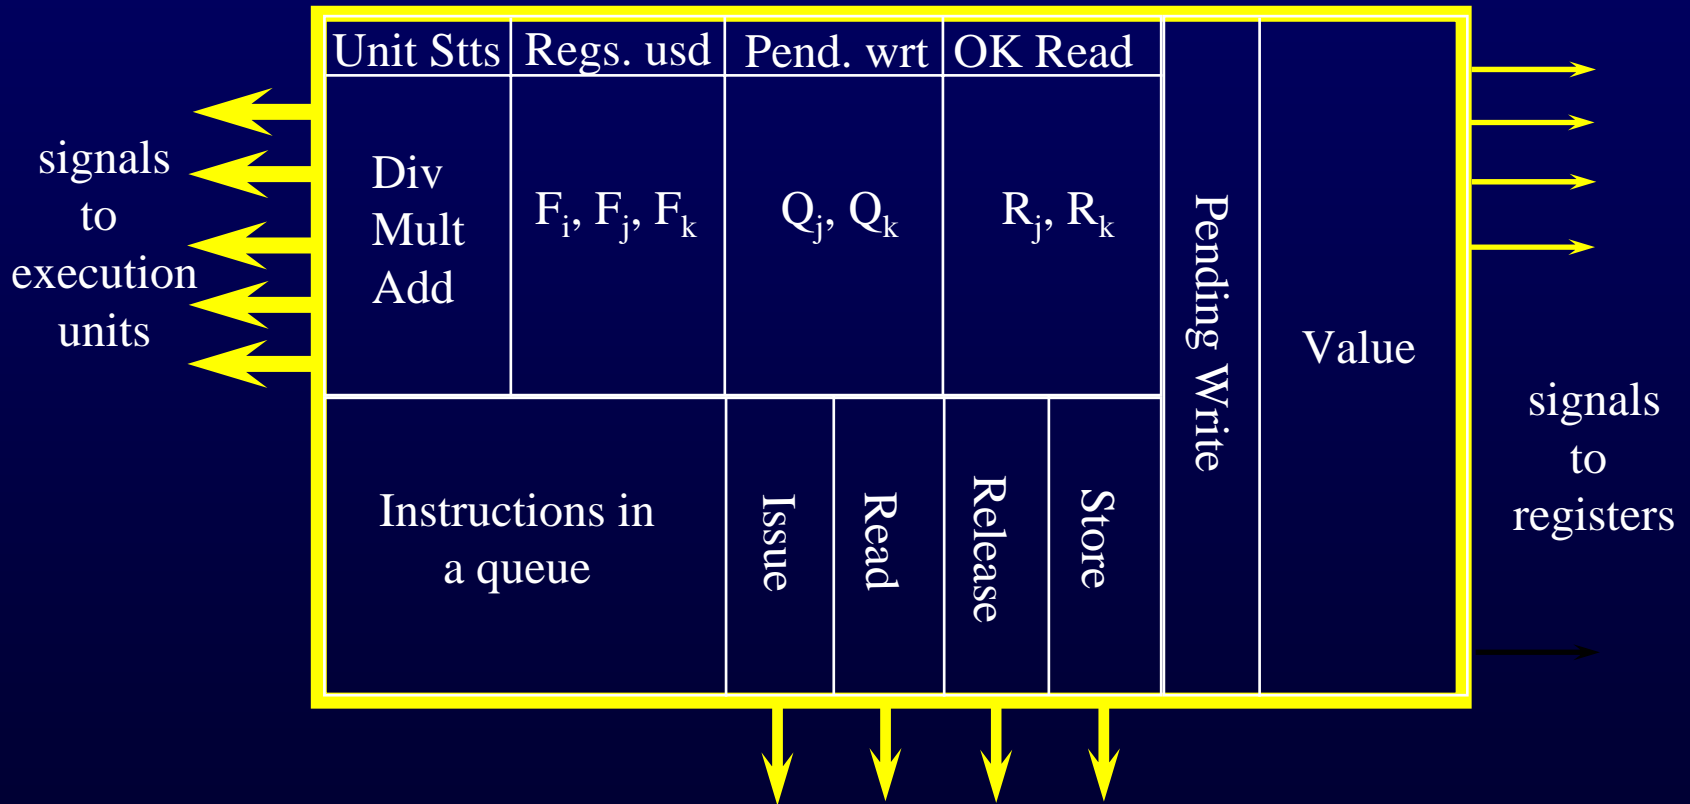 Unit Stts
Regs. usd
Pend. wrt
OK Read
signals
to
execution
units
Div
Mult
Add
Fi, Fj, Fk
Qj, Qk
Rj, Rk
Pending Write
Value
signals
to
registers
Instructions in
a queue
Issue
Read
Release
Store